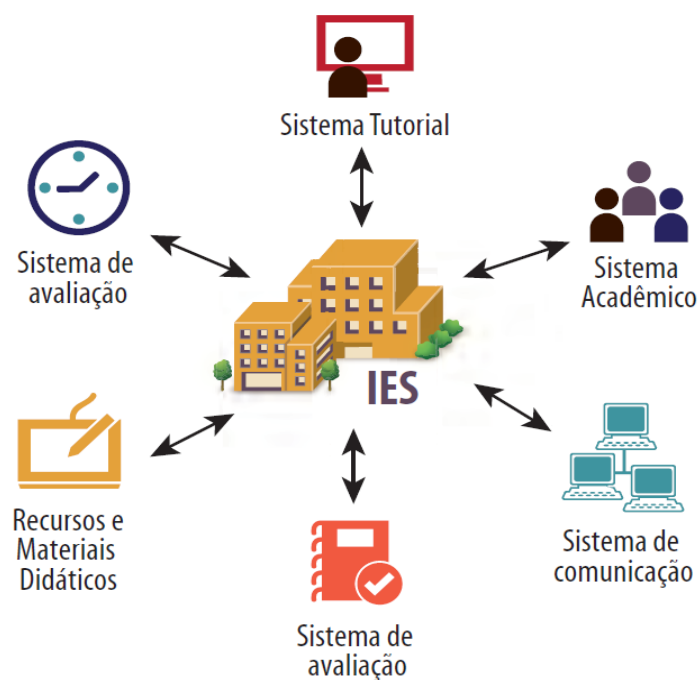 Sistema Tutorial
Sistema de
avaliação
Sistema
Acadêmico
IES
Recursos e
Materiais
Didáticos
Sistema de
comunicação
Sistema de
avaliação